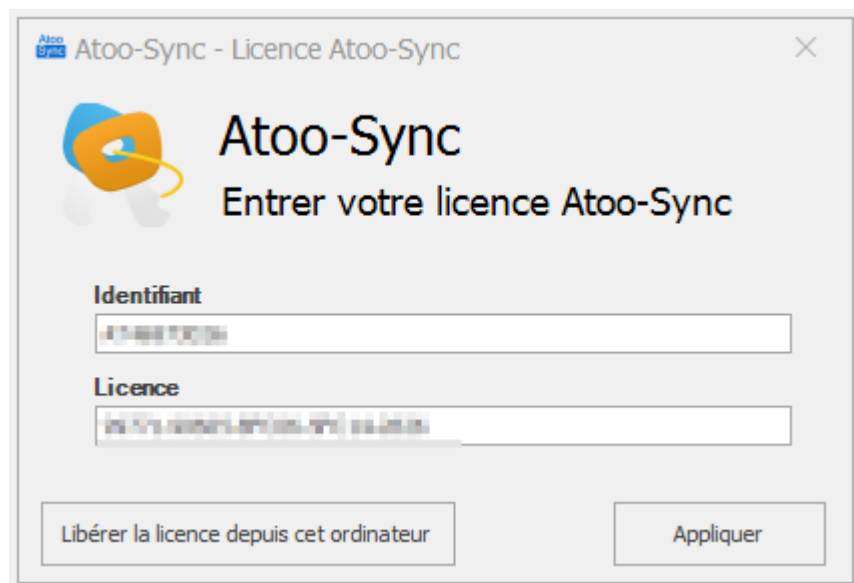 Atoo-Sync - Licence Atoo-Sync
Atoo-Sync
Entrer votre licence Atoo-Sync
Identifiant
Licence
Libérer la licence depuis cet ordinateur
Appliquer